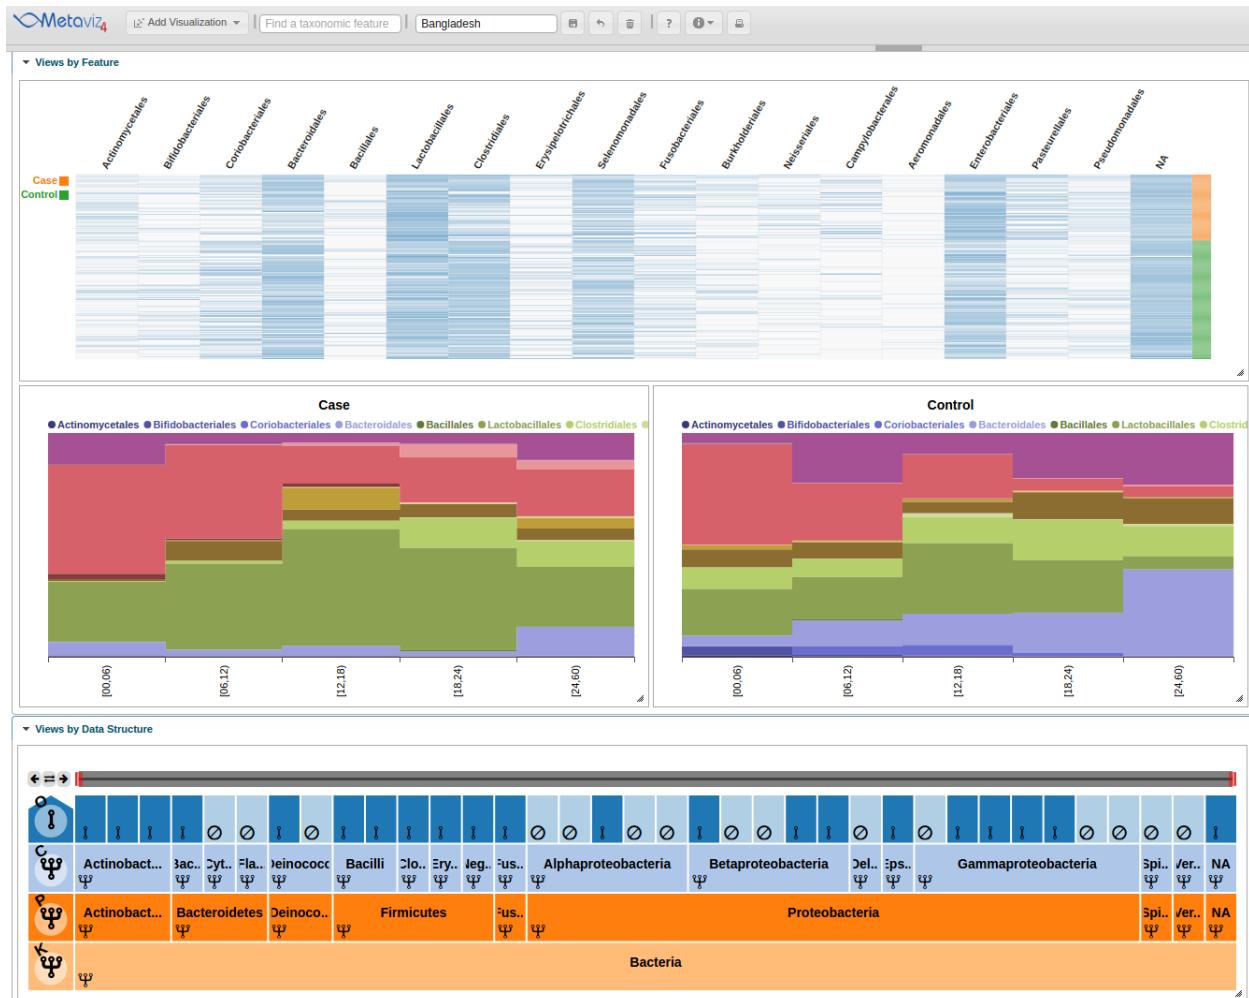 Metaviz 4 Add Visualization Find a taxonomic feature Bangladesh ?
Views by Feature
Actinomycetales Bifidobacteriales Coriobacteriales Bacteroidales Bacillales Lactobacillales Clostridiales Erysipelotrichales Selenomonadales Fusobacteriales Burkholderiales Neisseriales Campylobacterales Aeromonadales Enterobacteriales Pasteurellales Pseudomonadales NA
Case
Control
Case
Actinomycetales Bifidobacteriales Coriobacteriales Bacteroidales Bacillales Lactobacillales Clostridiales
[00,06) [06,12) [12,18) [18,24) [24,60)
Control
Actinomycetales Bifidobacteriales Coriobacteriales Bacteroidales Bacillales Lactobacillales Clostrid
[00,06) [06,12) [12,18) [18,24) [24,60)
Views by Data Structure
O
C Actinobact... Bac.. Cyt.. Fla.. Deinococc Bacilli Clo.. Ery.. Neg.. Fus.. Alphaproteobacteria Betaproteobacteria Del.. Eps.. Gammaproteobacteria Spi.. Ver.. NA
P Actinobact... Bacteroidetes Deinoco... Firmicutes Fus.. Proteobacteria Spi.. Ver.. NA
K Bacteria